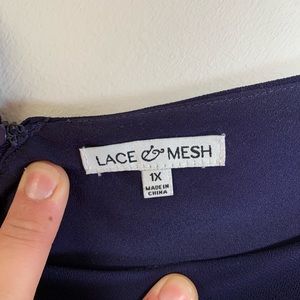 LACE & MESH
1X
MADE IN
CHINA